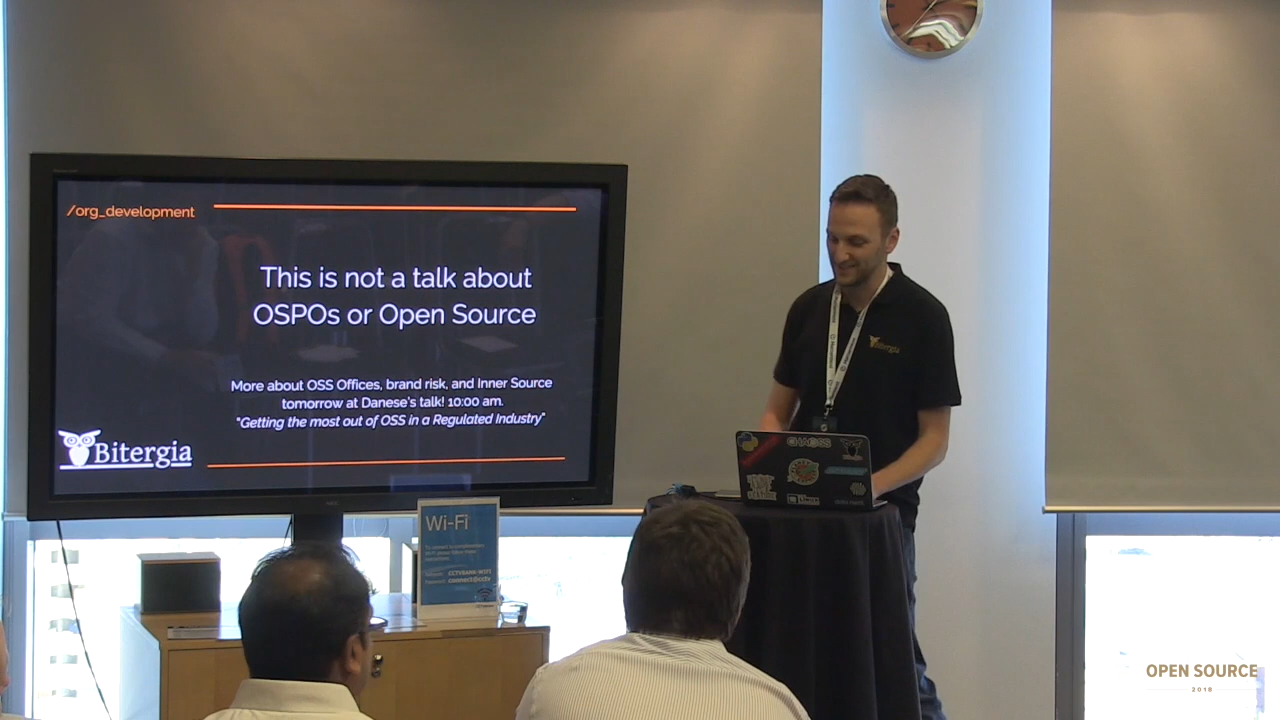 /org_development
This is not a talk about
OSPOs or Open Source
More about OSS Offices, brand risk, and Inner Source
tomorrow at Danese's talk! 10:00 am.
"Getting the most out of OSS in a Regulated Industry"
Bitergia
Bitergia
CHAOSS
Wi-Fi
OPEN SOURCE
2018